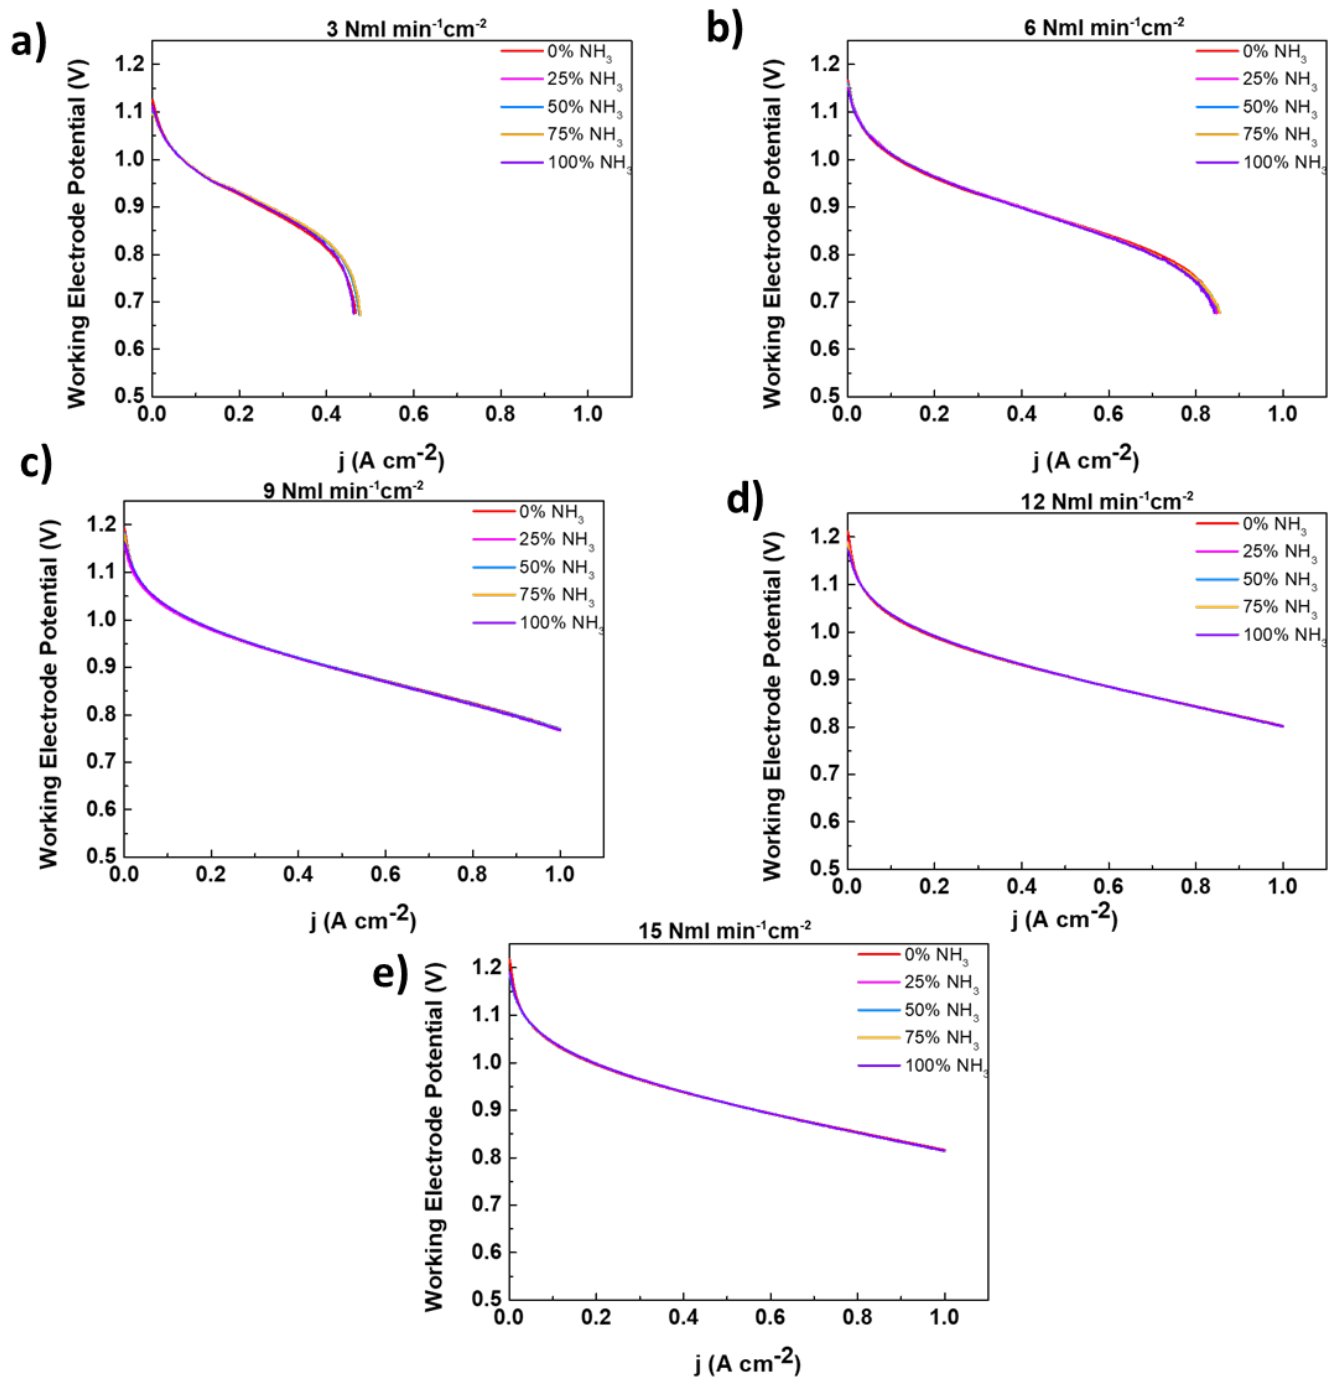 a)
3 Nml min⁻¹cm⁻²
0% NH₃
25% NH₃
50% NH₃
75% NH₃
100% NH₃
Working Electrode Potential (V)
1.2
1.1
1.0
0.9
0.8
0.7
0.6
0.5
0.0 0.2 0.4 0.6 0.8 1.0
j (A cm⁻²)
b)
6 Nml min⁻¹cm⁻²
0% NH₃
25% NH₃
50% NH₃
75% NH₃
100% NH₃
Working Electrode Potential (V)
1.2
1.1
1.0
0.9
0.8
0.7
0.6
0.5
0.0 0.2 0.4 0.6 0.8 1.0
j (A cm⁻²)
c)
9 Nml min⁻¹cm⁻²
0% NH₃
25% NH₃
50% NH₃
75% NH₃
100% NH₃
Working Electrode Potential (V)
1.2
1.1
1.0
0.9
0.8
0.7
0.6
0.5
0.0 0.2 0.4 0.6 0.8 1.0
j (A cm⁻²)
d)
12 Nml min⁻¹cm⁻²
0% NH₃
25% NH₃
50% NH₃
75% NH₃
100% NH₃
Working Electrode Potential (V)
1.2
1.1
1.0
0.9
0.8
0.7
0.6
0.5
0.0 0.2 0.4 0.6 0.8 1.0
j (A cm⁻²)
e)
15 Nml min⁻¹cm⁻²
0% NH₃
25% NH₃
50% NH₃
75% NH₃
100% NH₃
Working Electrode Potential (V)
1.2
1.1
1.0
0.9
0.8
0.7
0.6
0.5
0.0 0.2 0.4 0.6 0.8 1.0
j (A cm⁻²)